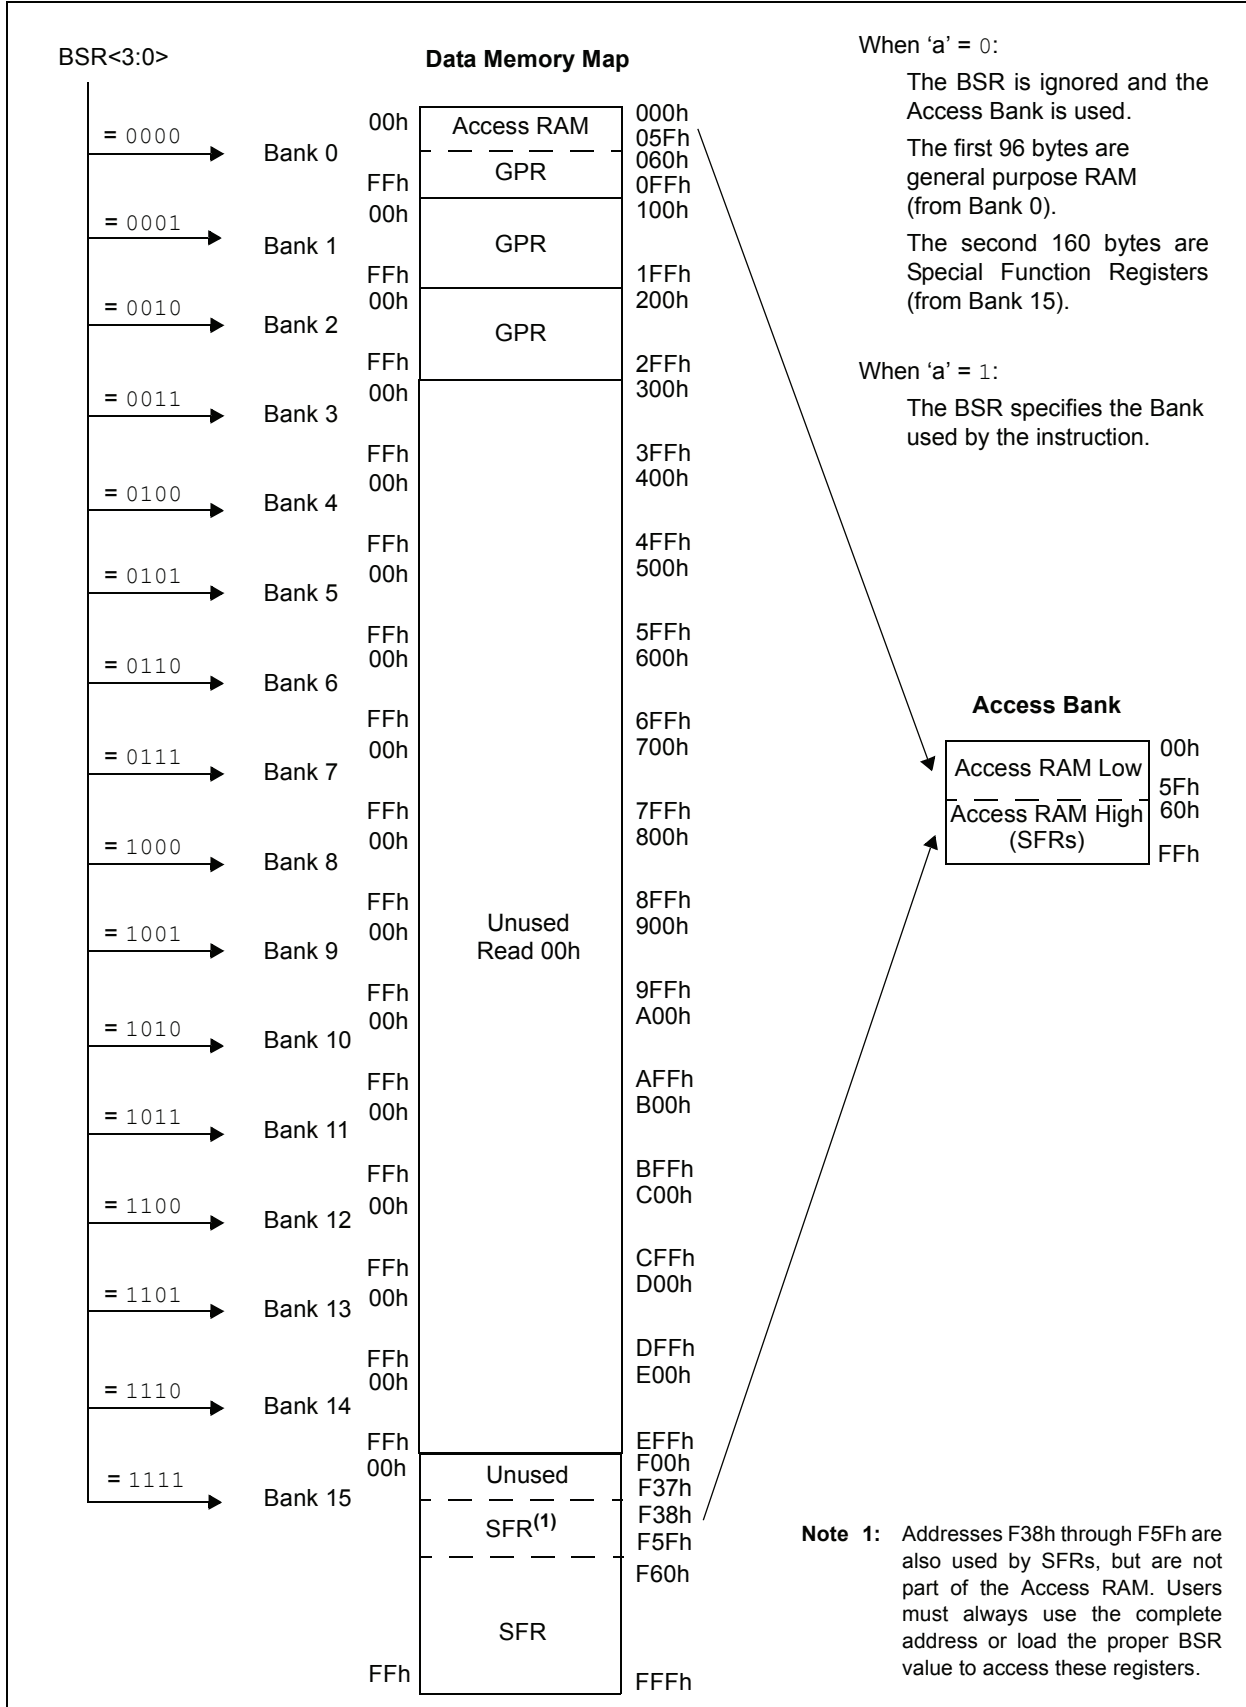 BSR<3:0>
Data Memory Map
When ‘a’ = 0:
The BSR is ignored and the
Access Bank is used.
The first 96 bytes are
general purpose RAM
(from Bank 0).
The second 160 bytes are
Special Function Registers
(from Bank 15).
When ‘a’ = 1:
The BSR specifies the Bank
used by the instruction.
= 0000
Bank 0
00h
FFh
Access RAM
GPR
000h
05Fh
060h
0FFh
= 0001
Bank 1
00h
FFh
GPR
100h
1FFh
= 0010
Bank 2
00h
FFh
GPR
200h
2FFh
= 0011
Bank 3
00h
FFh
300h
3FFh
= 0100
Bank 4
00h
FFh
400h
4FFh
= 0101
Bank 5
00h
FFh
500h
5FFh
= 0110
Bank 6
00h
FFh
600h
6FFh
= 0111
Bank 7
00h
FFh
700h
7FFh
= 1000
Bank 8
00h
FFh
800h
8FFh
= 1001
Bank 9
00h
FFh
Unused
Read 00h
900h
9FFh
= 1010
Bank 10
00h
FFh
A00h
AFFh
= 1011
Bank 11
00h
FFh
B00h
BFFh
= 1100
Bank 12
00h
FFh
C00h
CFFh
= 1101
Bank 13
00h
FFh
D00h
DFFh
= 1110
Bank 14
00h
FFh
E00h
EFFh
= 1111
Bank 15
00h
FFh
Unused
SFR(1)
SFR
F00h
F37h
F38h
F5Fh
F60h
FFFh
Access Bank
Access RAM Low
Access RAM High
(SFRs)
00h
5Fh
60h
FFh
Note 1: Addresses F38h through F5Fh are
also used by SFRs, but are not
part of the Access RAM. Users
must always use the complete
address or load the proper BSR
value to access these registers.